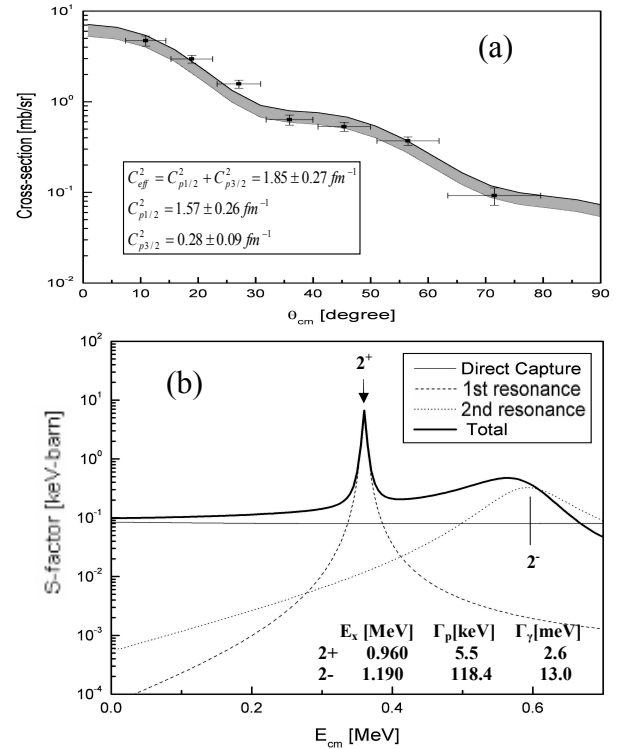 (a)
Cross-section [mb/sr]
10^1
10^0
10^-1
10^-2
C^2_eff = C^2_p1/2 + C^2_p3/2 = 1.85 ± 0.27 fm^-1
C^2_p1/2 = 1.57 ± 0.26 fm^-1
C^2_p3/2 = 0.28 ± 0.09 fm^-1
0 10 20 30 40 50 60 70 80 90
θ_cm [degree]
(b)
S-factor [keV-barn]
10^2
10^1
10^0
10^-1
10^-2
10^-3
10^-4
2^+
Direct Capture
1st resonance
2nd resonance
Total
2^-
E_x [MeV] Γ_p[keV] Γ_γ[meV]
2+ 0.960 5.5 2.6
2- 1.190 118.4 13.0
0.0 0.2 0.4 0.6
E_cm [MeV]